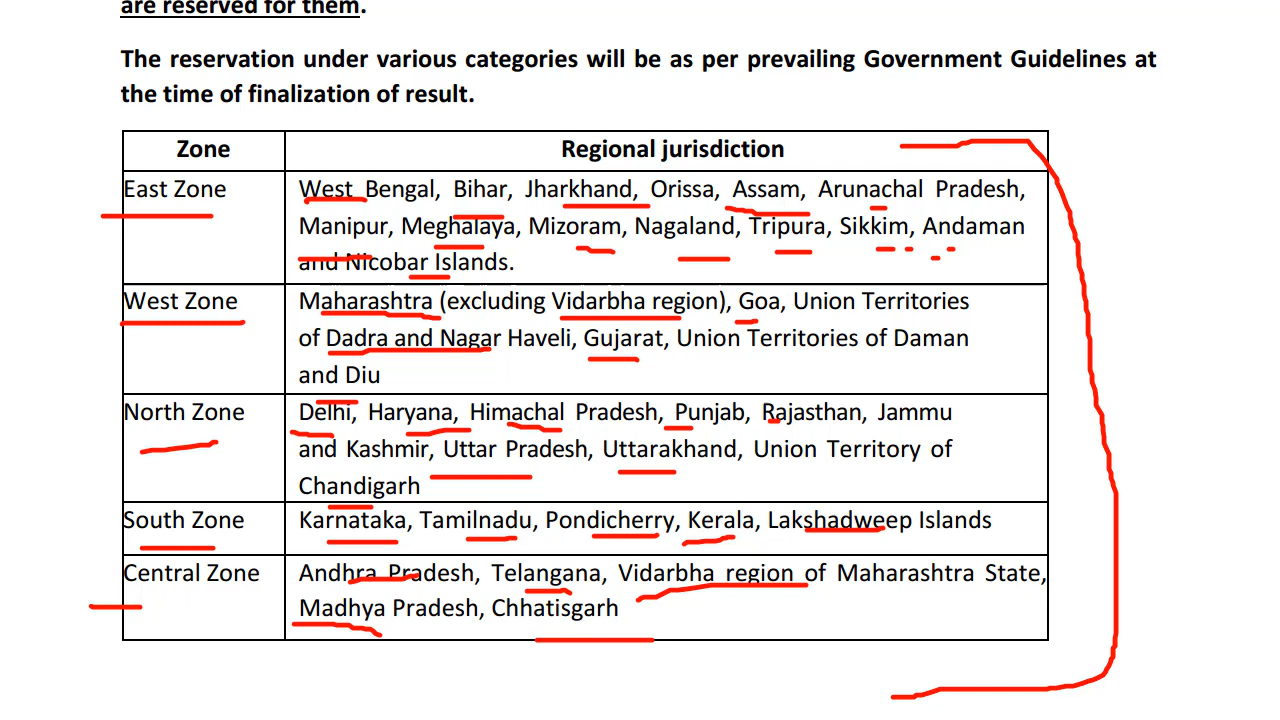 are reserved for them.
The reservation under various categories will be as per prevailing Government Guidelines at
the time of finalization of result.
Zone Regional jurisdiction
East Zone West Bengal, Bihar, Jharkhand, Orissa, Assam, Arunachal Pradesh,
Manipur, Meghalaya, Mizoram, Nagaland, Tripura, Sikkim, Andaman
and Nicobar Islands.
West Zone Maharashtra (excluding Vidarbha region), Goa, Union Territories
of Dadra and Nagar Haveli, Gujarat, Union Territories of Daman
and Diu
North Zone Delhi, Haryana, Himachal Pradesh, Punjab, Rajasthan, Jammu
and Kashmir, Uttar Pradesh, Uttarakhand, Union Territory of
Chandigarh
South Zone Karnataka, Tamilnadu, Pondicherry, Kerala, Lakshadweep Islands
Central Zone Andhra Pradesh, Telangana, Vidarbha region of Maharashtra State,
Madhya Pradesh, Chhatisgarh